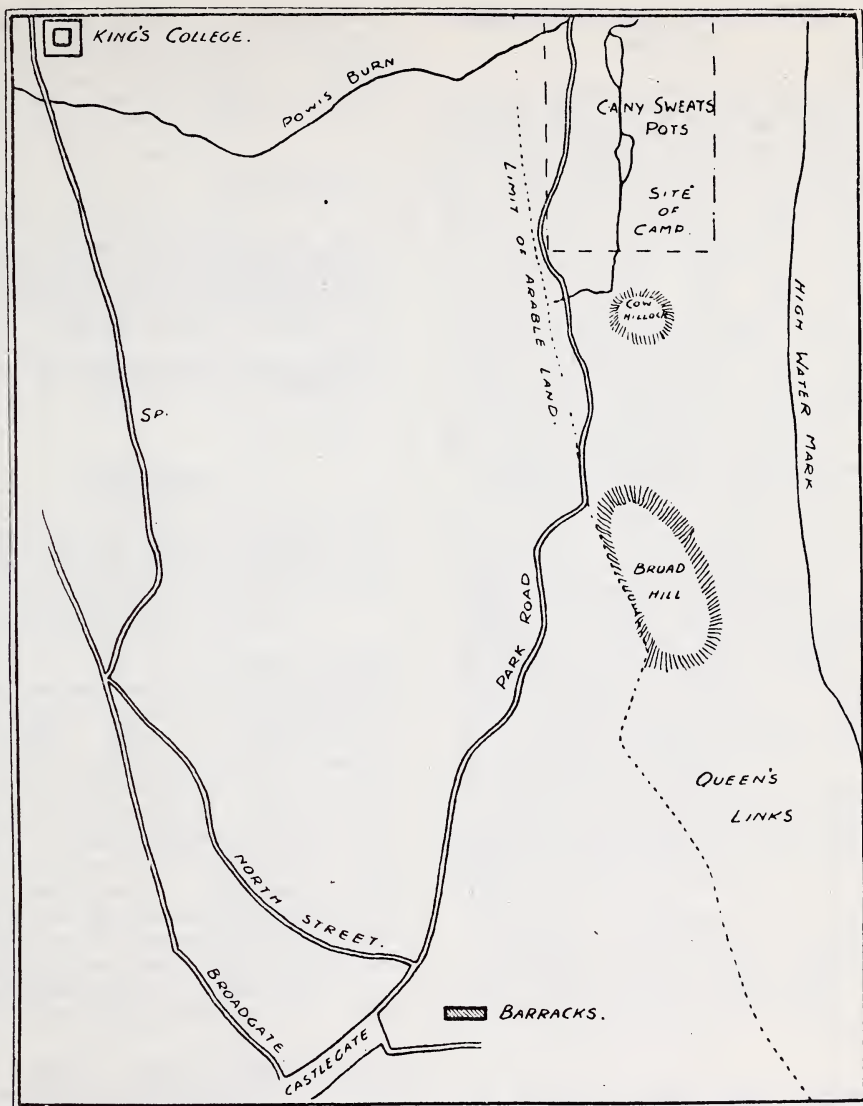 KING'S COLLEGE.
POWIS BURN
CANY SWEATS
POTS
SITE
OF
CAMP.
LIMIT OF ARABLE LAND.
COW
HILLOCK
HIGH WATER MARK
SP.
BROAD
HILL
PARK ROAD
QUEEN'S
LINKS
NORTH STREET.
BROADGATE
CASTLEGATE
BARRACKS.